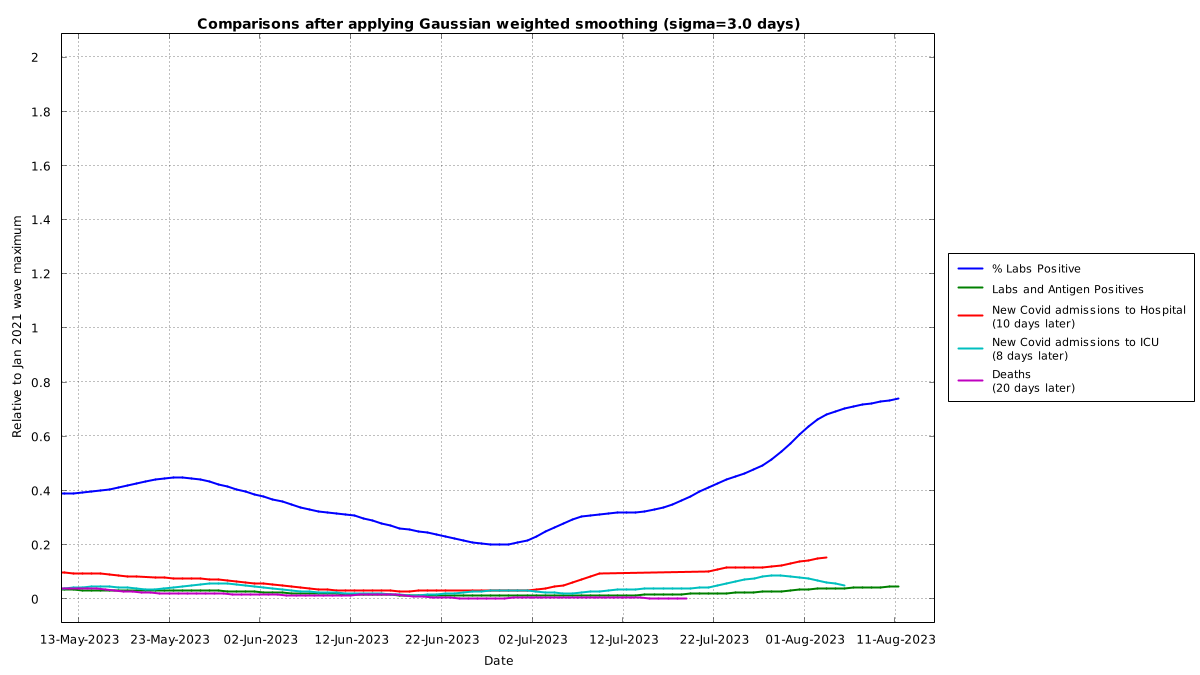 Comparisons after applying Gaussian weighted smoothing (sigma=3.0 days)
Relative to Jan 2021 wave maximum
2
1.8
1.6
1.4
1.2
1
0.8
0.6
0.4
0.2
0
13-May-2023 23-May-2023 02-Jun-2023 12-Jun-2023 22-Jun-2023 02-Jul-2023 12-Jul-2023 22-Jul-2023 01-Aug-2023 11-Aug-2023
Date
% Labs Positive
Labs and Antigen Positives
New Covid admissions to Hospital
(10 days later)
New Covid admissions to ICU
(8 days later)
Deaths
(20 days later)